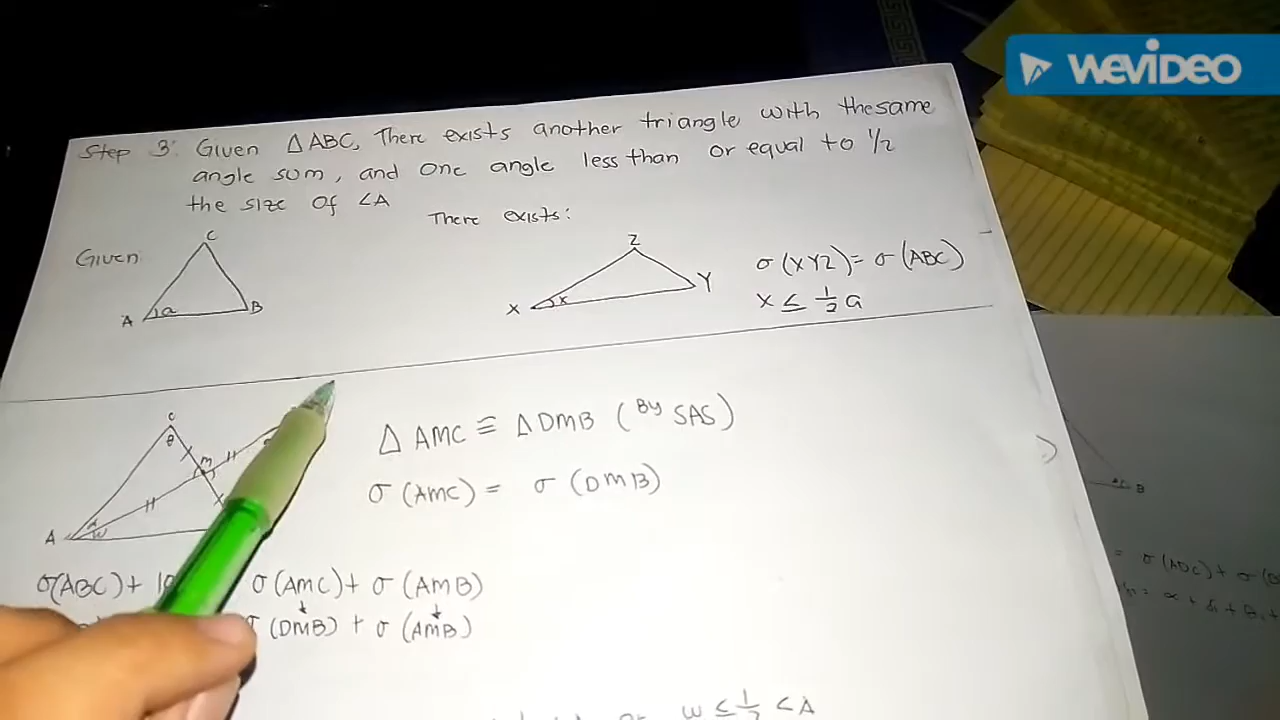 WEVIDEO
Step 3: Given △ABC, There exists another triangle with the same
angle sum, and one angle less than or equal to 1/2
the size of ∠A
There exists:
Given
C
A
a
B
Z
X
x
Y
σ(XYZ) = σ(ABC)
x ≤ 1/2 a
C
θ
m
A
w
△AMC ≅ △DMB (By SAS)
σ(AMC) = σ(DMB)
σ(ABC) +
σ(AMC) + σ(AMB)
(DMB) + σ(AMB)
w ≤ 1/2 <A
B